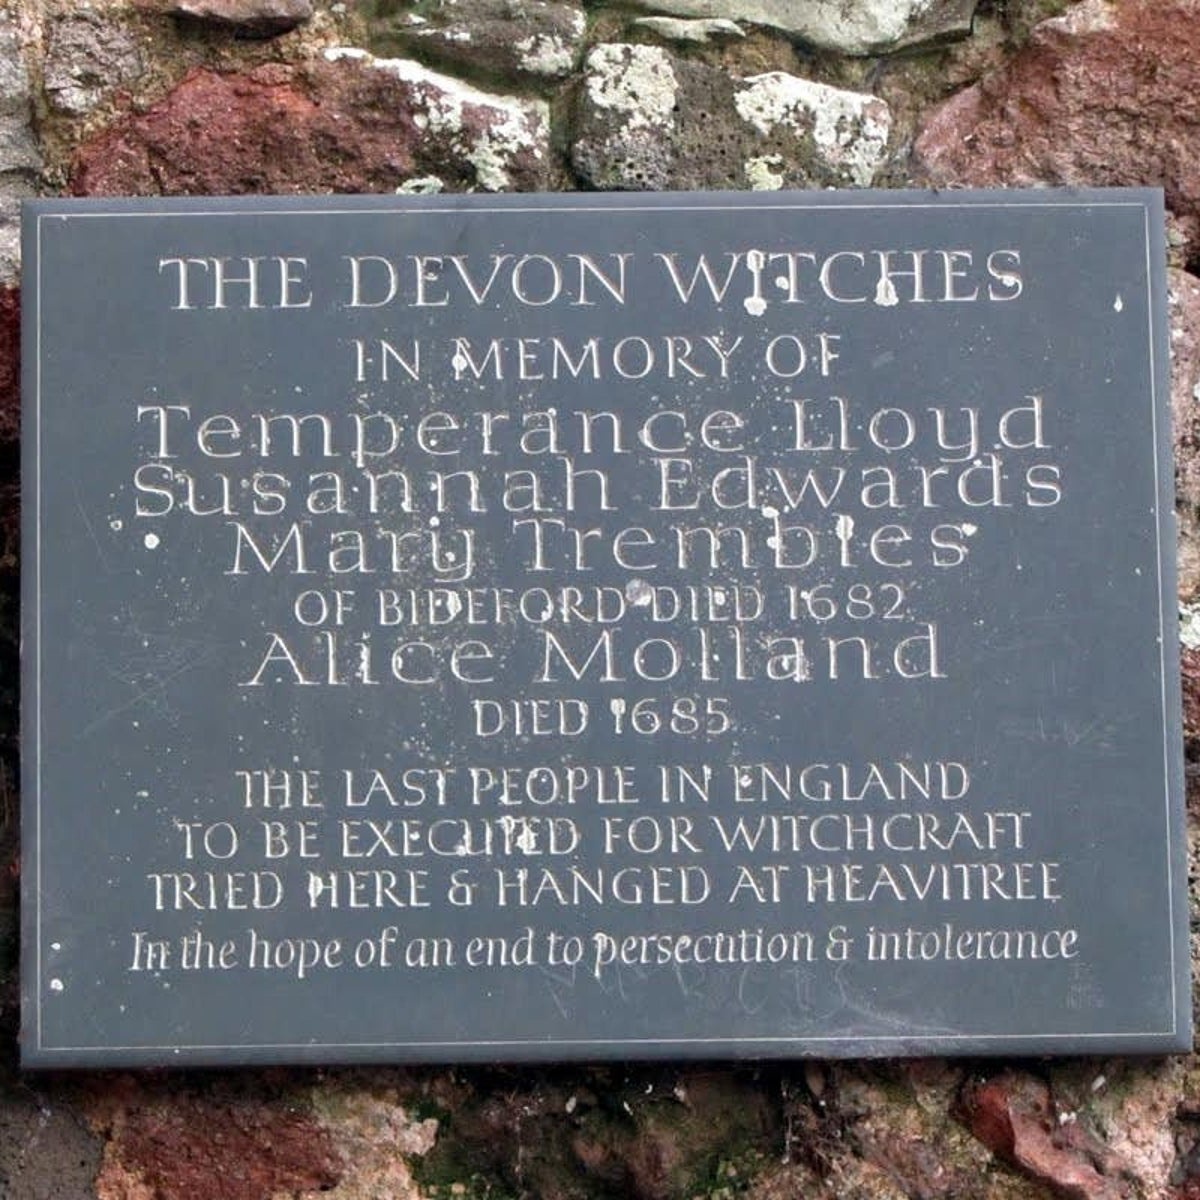 THE DEVON WITCHES
IN MEMORY OF
Temperance Lloyd
Susannah Edwards
Mary Trembles
OF BIDEFORD DIED 1682
Alice Molland
DIED 1685
THE LAST PEOPLE IN ENGLAND
TO BE EXECUTED FOR WITCHCRAFT
TRIED HERE & HANGED AT HEAVITREE
In the hope of an end to persecution & intolerance